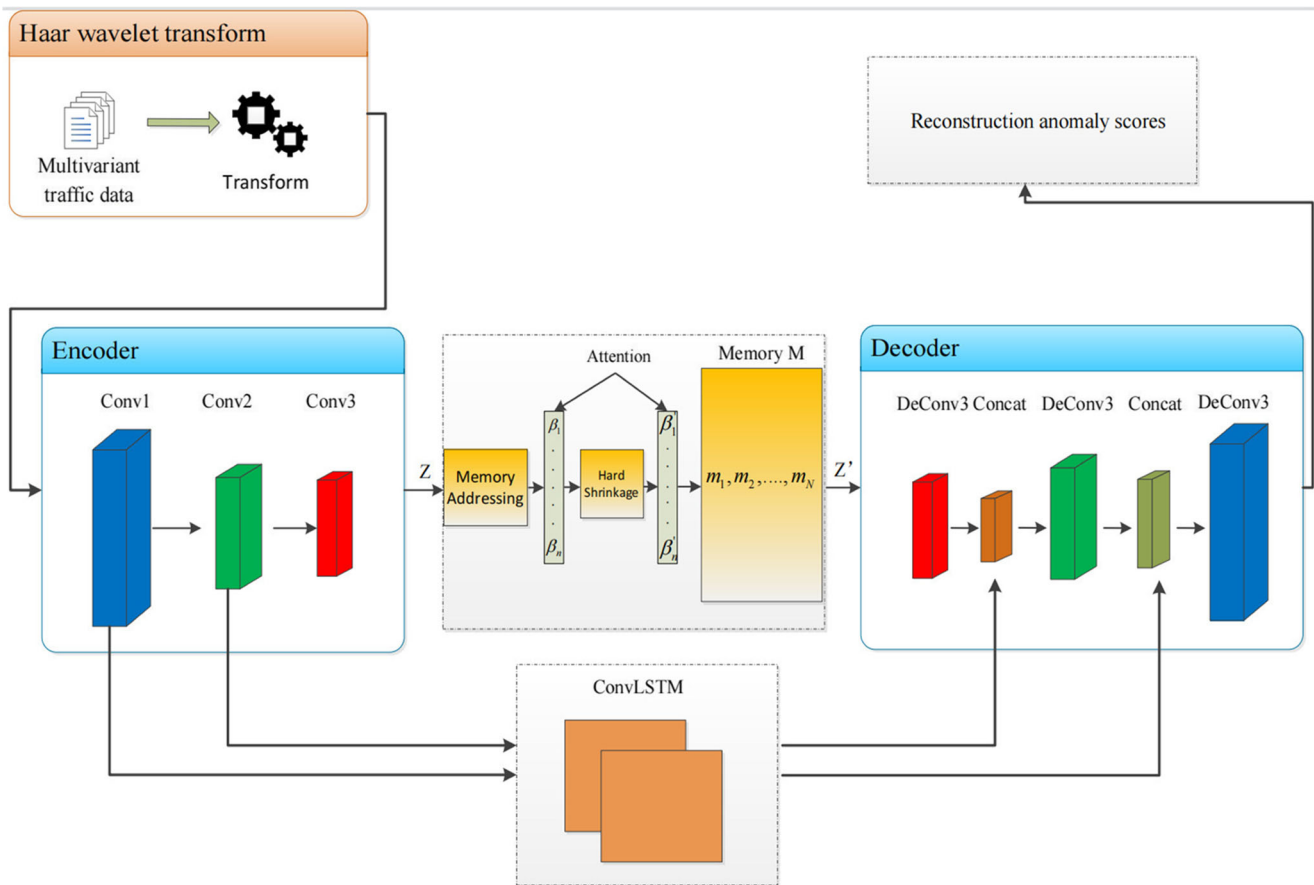 Haar wavelet transform
Multivariant
traffic data
Transform
Reconstruction anomaly scores
Encoder
Conv1
Conv2
Conv3
Z
Attention
Memory M
Memory
Addressing
β1
.
.
.
.
.
βn
Hard
Shrinkage
β'1
.
.
.
.
.
β'n
m1, m2, ...., mN
Z'
Decoder
DeConv3
Concat
DeConv3
Concat
DeConv3
ConvLSTM